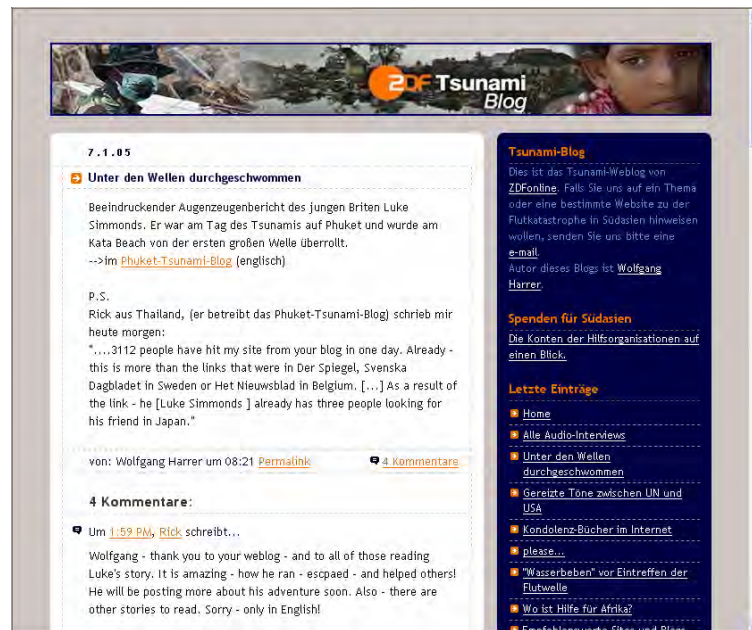 ZDF Tsunami
Blog
7.1.05
Unter den Wellen durchgeschwommen
Beeindruckender Augenzeugenbericht des jungen Briten Luke
Simmonds. Er war am Tag des Tsunamis auf Phuket und wurde am
Kata Beach von der ersten großen Welle überrollt.
-->im Phuket-Tsunami-Blog (englisch)
P.S.
Rick aus Thailand, (er betreibt das Phuket-Tsunami-Blog) schrieb mir
heute morgen:
"....3112 people have hit my site from your blog in one day. Already -
this is more than the links that were in Der Spiegel, Svenska
Dagbladet in Sweden or Het Nieuwsblad in Belgium. [...] As a result of
the link - he [Luke Simmonds ] already has three people looking for
his friend in Japan."
von: Wolfgang Harrer um 08:21 Permalink
4 Kommentare
4 Kommentare:
Um 1:59 PM, Rick schreibt...
Wolfgang - thank you to your weblog - and to all of those reading
Luke's story. It is amazing - how he ran - escpaed - and helped others!
He will be posting more about his adventure soon. Also - there are
other stories to read. Sorry - only in English!
Tsunami-Blog
Dies ist das Tsunami-Weblog von
ZDFonline. Falls Sie uns auf ein Thema
oder eine bestimmte Website zu der
Flutkatastrophe in Südasien hinweisen
wollen, senden Sie uns bitte eine
e-mail.
Autor dieses Blogs ist Wolfgang
Harrer.
Spenden für Südasien
Die Konten der Hilfsorganisationen auf
einen Blick.
Letzte Einträge
Home
Alle Audio-Interviews
Unter den Wellen
durchgeschwommen
Gereizte Töne zwischen UN und
USA
Kondolenz-Bücher im Internet
please...
"Wasserbeben" vor Eintreffen der
Flutwelle
Wo ist Hilfe für Afrika?
Empfehlenswerte Sites und Blogs